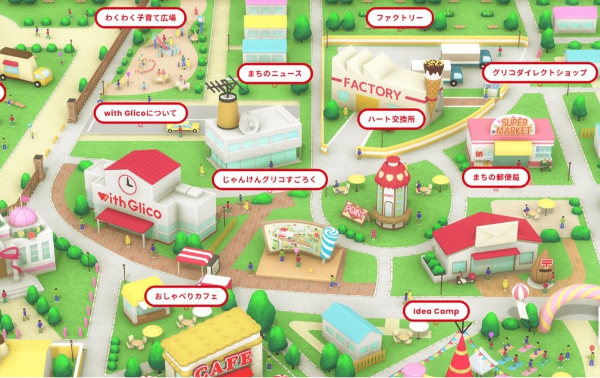 わくわく子育て広場
ファクトリー
まちのニュース
グリコダイレクトショップ
FACTORY
with Glicoについて
ハート交換所
SUPER
MARKET
じゃんけんグリコすごろく
まちの郵便局
with Glico
POINT
おしゃべりカフェ
Idea Camp
CAFE